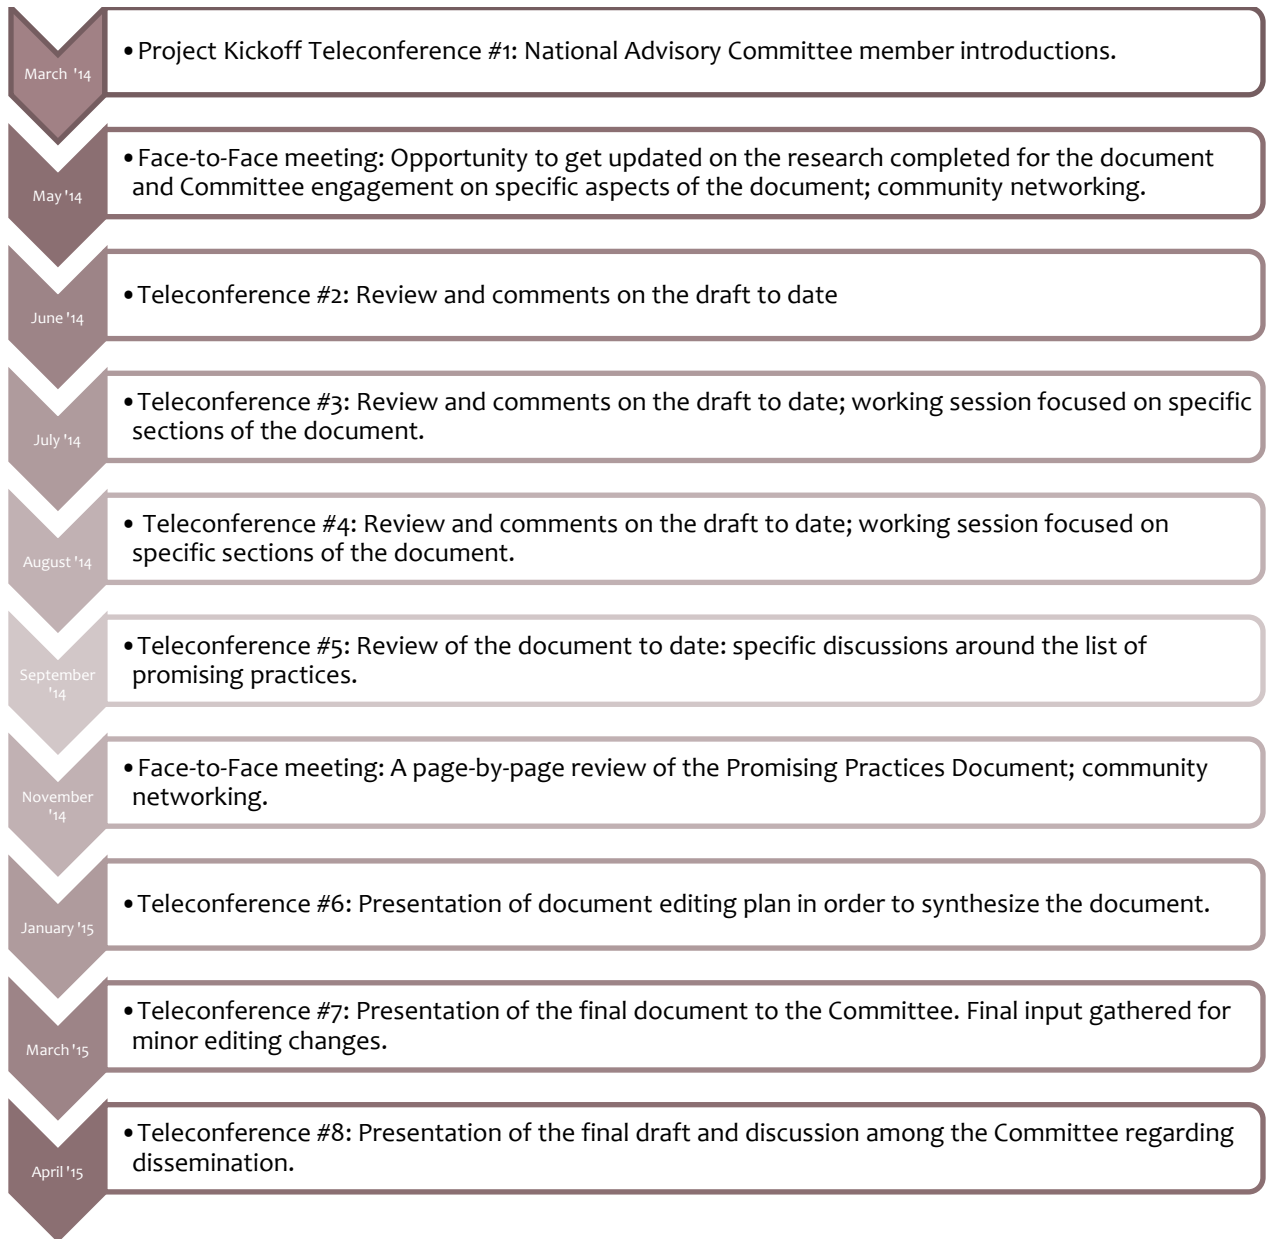 March '14
•Project Kickoff Teleconference #1: National Advisory Committee member introductions.
May '14
•Face-to-Face meeting: Opportunity to get updated on the research completed for the document
and Committee engagement on specific aspects of the document; community networking.
June '14
•Teleconference #2: Review and comments on the draft to date
July '14
•Teleconference #3: Review and comments on the draft to date; working session focused on specific
sections of the document.
August '14
• Teleconference #4: Review and comments on the draft to date; working session focused on
specific sections of the document.
September
'14
•Teleconference #5: Review of the document to date: specific discussions around the list of
promising practices.
November
'14
•Face-to-Face meeting: A page-by-page review of the Promising Practices Document; community
networking.
January '15
•Teleconference #6: Presentation of document editing plan in order to synthesize the document.
March '15
•Teleconference #7: Presentation of the final document to the Committee. Final input gathered for
minor editing changes.
April '15
•Teleconference #8: Presentation of the final draft and discussion among the Committee regarding
dissemination.